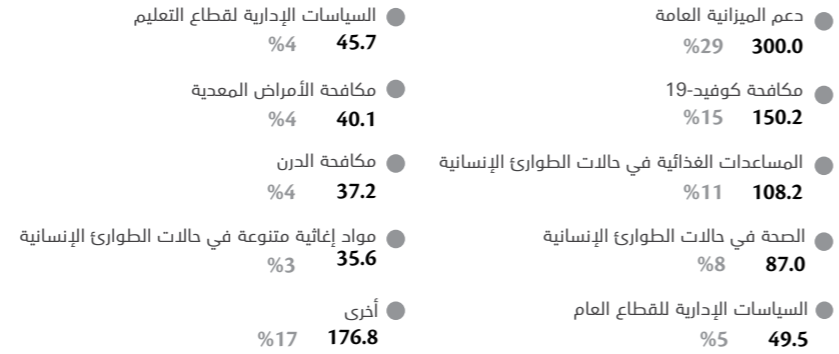 دعم الميزانية العامة
300.0 %29
مكافحة كوفيد-19
150.2 %15
المساعدات الغذائية في حالات الطوارئ الإنسانية
108.2 %11
الصحة في حالات الطوارئ الإنسانية
87.0 %8
السياسات الإدارية للقطاع العام
49.5 %5
السياسات الإدارية لقطاع التعليم
45.7 %4
مكافحة الأمراض المعدية
40.1 %4
مكافحة الدرن
37.2 %4
مواد إغاثية متنوعة في حالات الطوارئ الإنسانية
35.6 %3
أخرى
176.8 %17